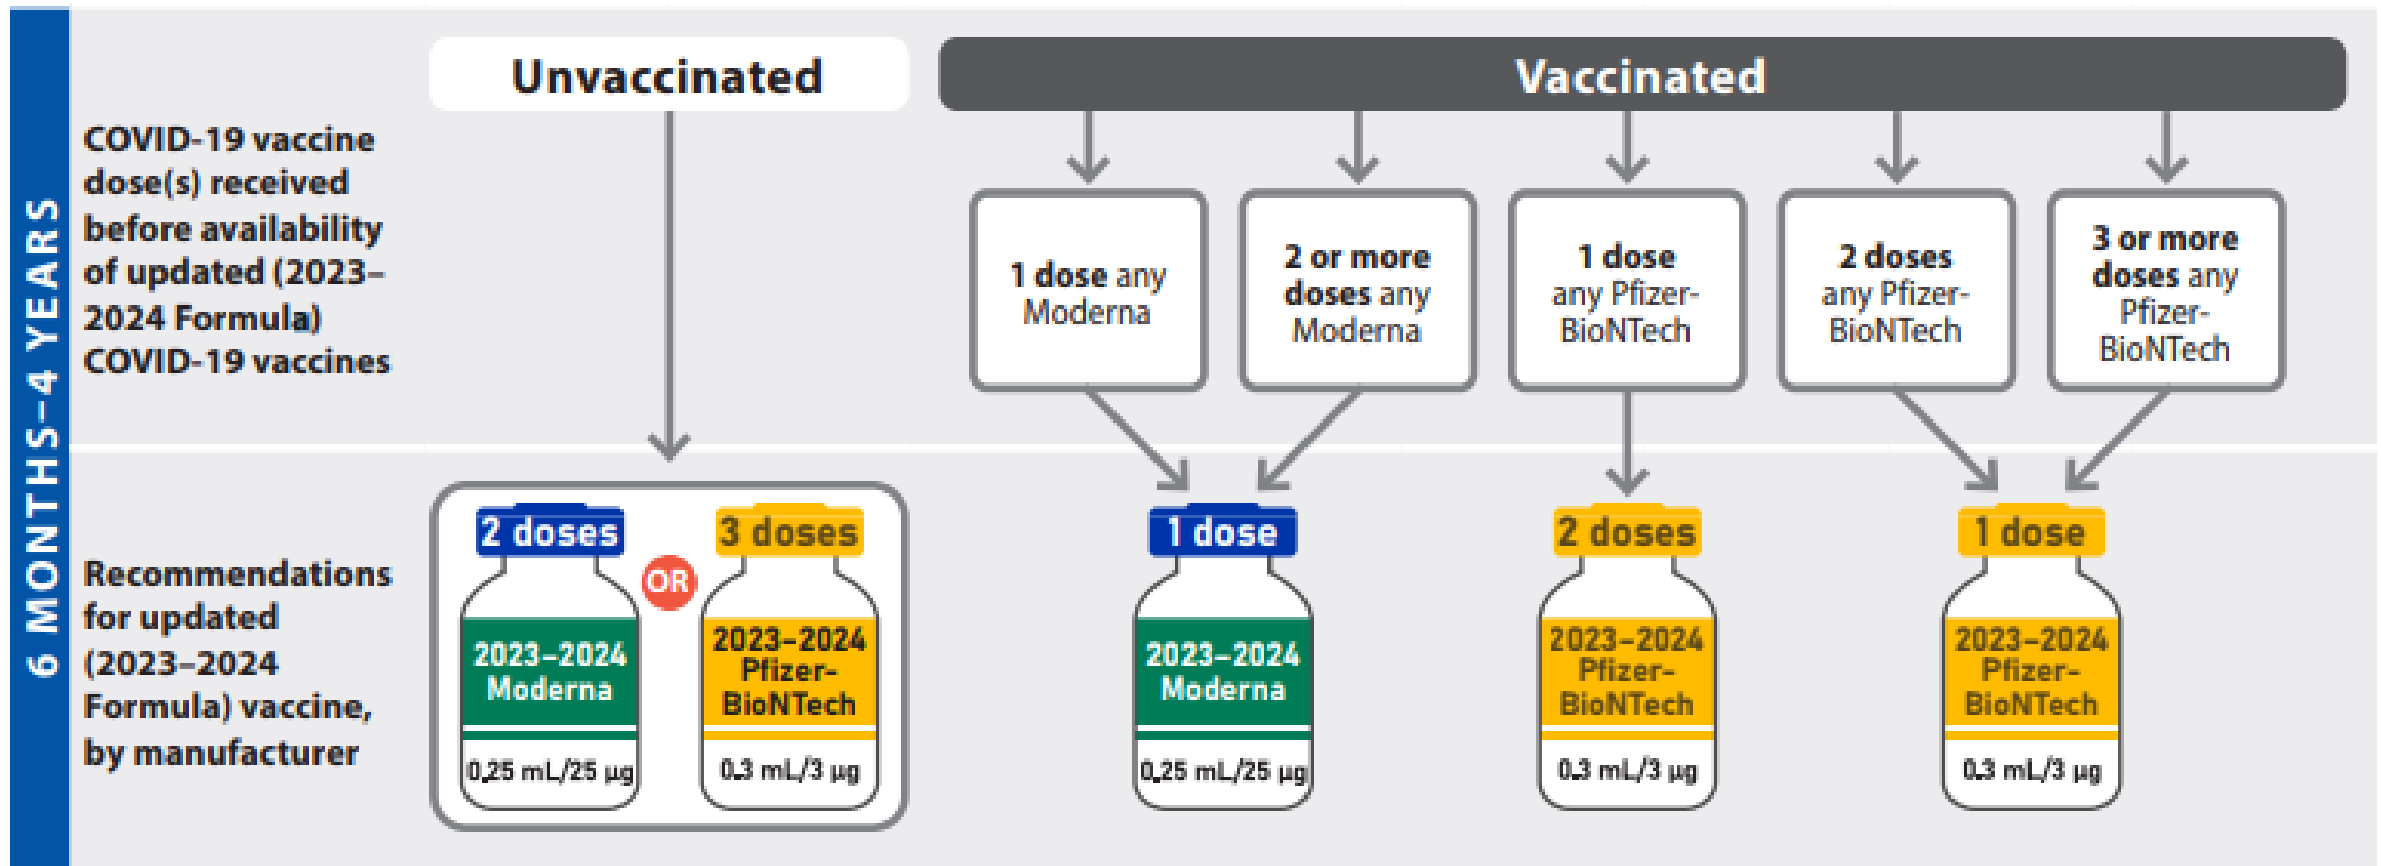 6 MONTHS–4 YEARS
COVID-19 vaccine
dose(s) received
before availability
of updated (2023–
2024 Formula)
COVID-19 vaccines
Unvaccinated
Vaccinated
1 dose any
Moderna
2 or more
doses any
Moderna
1 dose
any Pfizer-
BioNTech
2 doses
any Pfizer-
BioNTech
3 or more
doses any
Pfizer-
BioNTech
Recommendations
for updated
(2023–2024
Formula) vaccine,
by manufacturer
2 doses
2023–2024
Moderna
0.25 mL/25 µg
OR
3 doses
2023–2024
Pfizer-
BioNTech
0.3 mL/3 µg
1 dose
2023–2024
Moderna
0.25 mL/25 µg
2 doses
2023–2024
Pfizer-
BioNTech
0.3 mL/3 µg
1 dose
2023–2024
Pfizer-
BioNTech
0.3 mL/3 µg